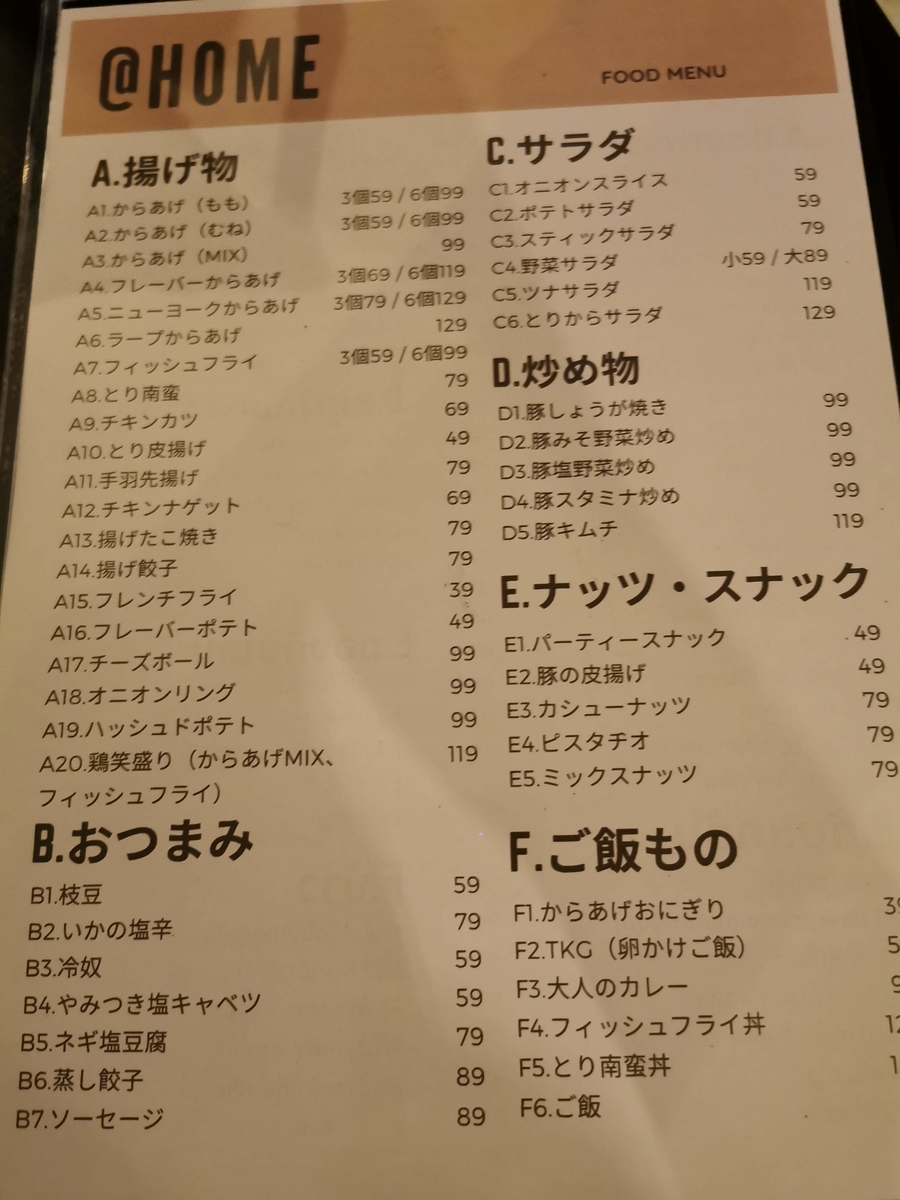 @HOME
FOOD MENU
A.揚げ物
A1.からあげ（もも） 3個59 / 6個99
A2.からあげ（むね） 3個59 / 6個99
A3.からあげ（MIX） 99
A4.フレーバーからあげ 3個69 / 6個119
A5.ニューヨークからあげ 3個79 / 6個129
A6.ラープからあげ 129
A7.フィッシュフライ 3個59 / 6個99
A8.とり南蛮 79
A9.チキンカツ 69
A10.とり皮揚げ 49
A11.手羽先揚げ 79
A12.チキンナゲット 69
A13.揚げたこ焼き 79
A14.揚げ餃子 79
A15.フレンチフライ 39
A16.フレーバーポテト 49
A17.チーズボール 99
A18.オニオンリング 99
A19.ハッシュドポテト 99
A20.鶏笑盛り（からあげMIX、 119
フィッシュフライ）
B.おつまみ
B1.枝豆 59
B2.いかの塩辛 79
B3.冷奴 59
B4.やみつき塩キャベツ 59
B5.ネギ塩豆腐 79
B6.蒸し餃子 89
B7.ソーセージ 89
C.サラダ
C1.オニオンスライス 59
C2.ポテトサラダ 59
C3.スティックサラダ 79
C4.野菜サラダ 小59 / 大89
C5.ツナサラダ 119
C6.とりからサラダ 129
D.炒め物
D1.豚しょうが焼き 99
D2.豚みそ野菜炒め 99
D3.豚塩野菜炒め 99
D4.豚スタミナ炒め 99
D5.豚キムチ 119
E.ナッツ・スナック
E1.パーティースナック 49
E2.豚の皮揚げ 49
E3.カシューナッツ 79
E4.ピスタチオ 79
E5.ミックスナッツ 79
F.ご飯もの
F1.からあげおにぎり
F2.TKG（卵かけご飯）
F3.大人のカレー
F4.フィッシュフライ丼
F5.とり南蛮丼
F6.ご飯